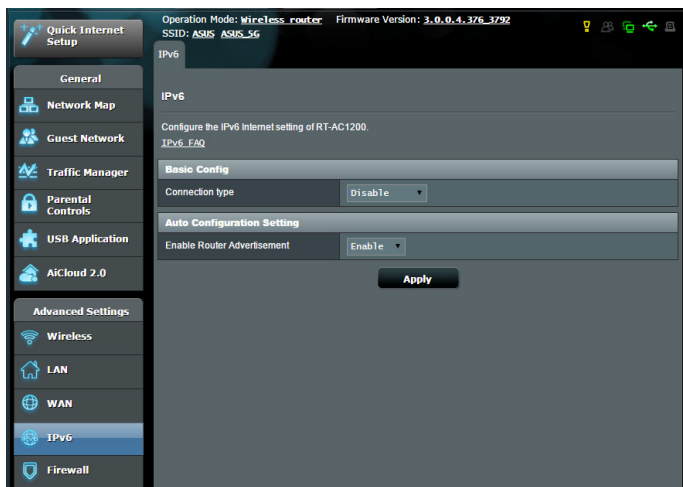 Quick Internet
Setup
Operation Mode: Wireless router Firmware Version: 3.0.0.4.376_3792
SSID: ASUS ASUS_5G
IPv6
General
Network Map
Guest Network
Traffic Manager
Parental
Controls
USB Application
AiCloud 2.0
Advanced Settings
Wireless
LAN
WAN
IPv6
Firewall
IPv6
Configure the IPv6 Internet setting of RT-AC1200.
IPv6 FAQ
Basic Config
Connection type Disable
Auto Configuration Setting
Enable Router Advertisement Enable
Apply